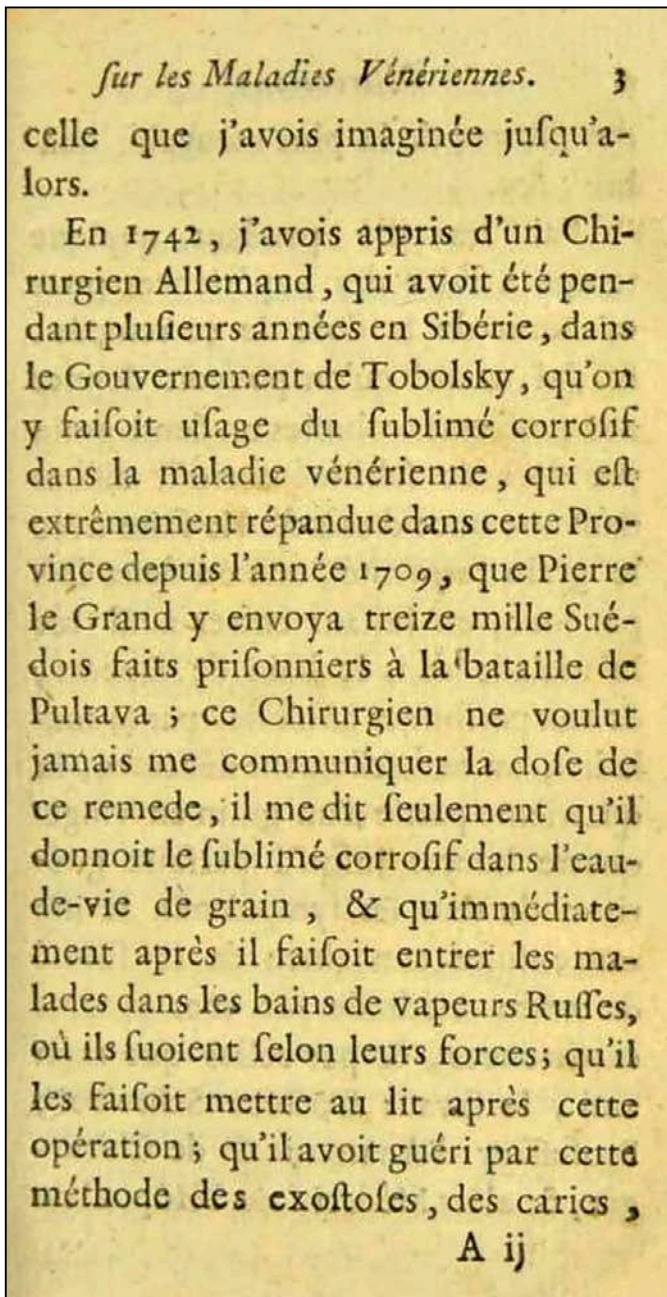 ſur les Maladies Vénériennes. 3
celle que j'avois imaginée juſqu'a-
lors.
En 1742, j'avois appris d'un Chi-
rurgien Allemand, qui avoit été pen-
dant pluſieurs années en Sibérie, dans
le Gouvernement de Tobolsky, qu'on
y faiſoit uſage du ſublimé corroſif
dans la maladie vénérienne, qui eſt
extrêmement répandue dans cette Pro-
vince depuis l'année 1709, que Pierre
le Grand y envoya treize mille Sué-
dois faits priſonniers à la bataille de
Pultava ; ce Chirurgien ne voulut
jamais me communiquer la doſe de
ce remede, il me dit ſeulement qu'il
donnoit le ſublimé corroſif dans l'eau-
de-vie de grain , & qu'immédiate-
ment après il faiſoit entrer les ma-
lades dans les bains de vapeurs Ruſſes,
où ils ſuoient ſelon leurs forces; qu'il
les faiſoit mettre au lit après cette
opération ; qu'il avoit guéri par cette
méthode des exoſtoſes, des caries ,
A ij